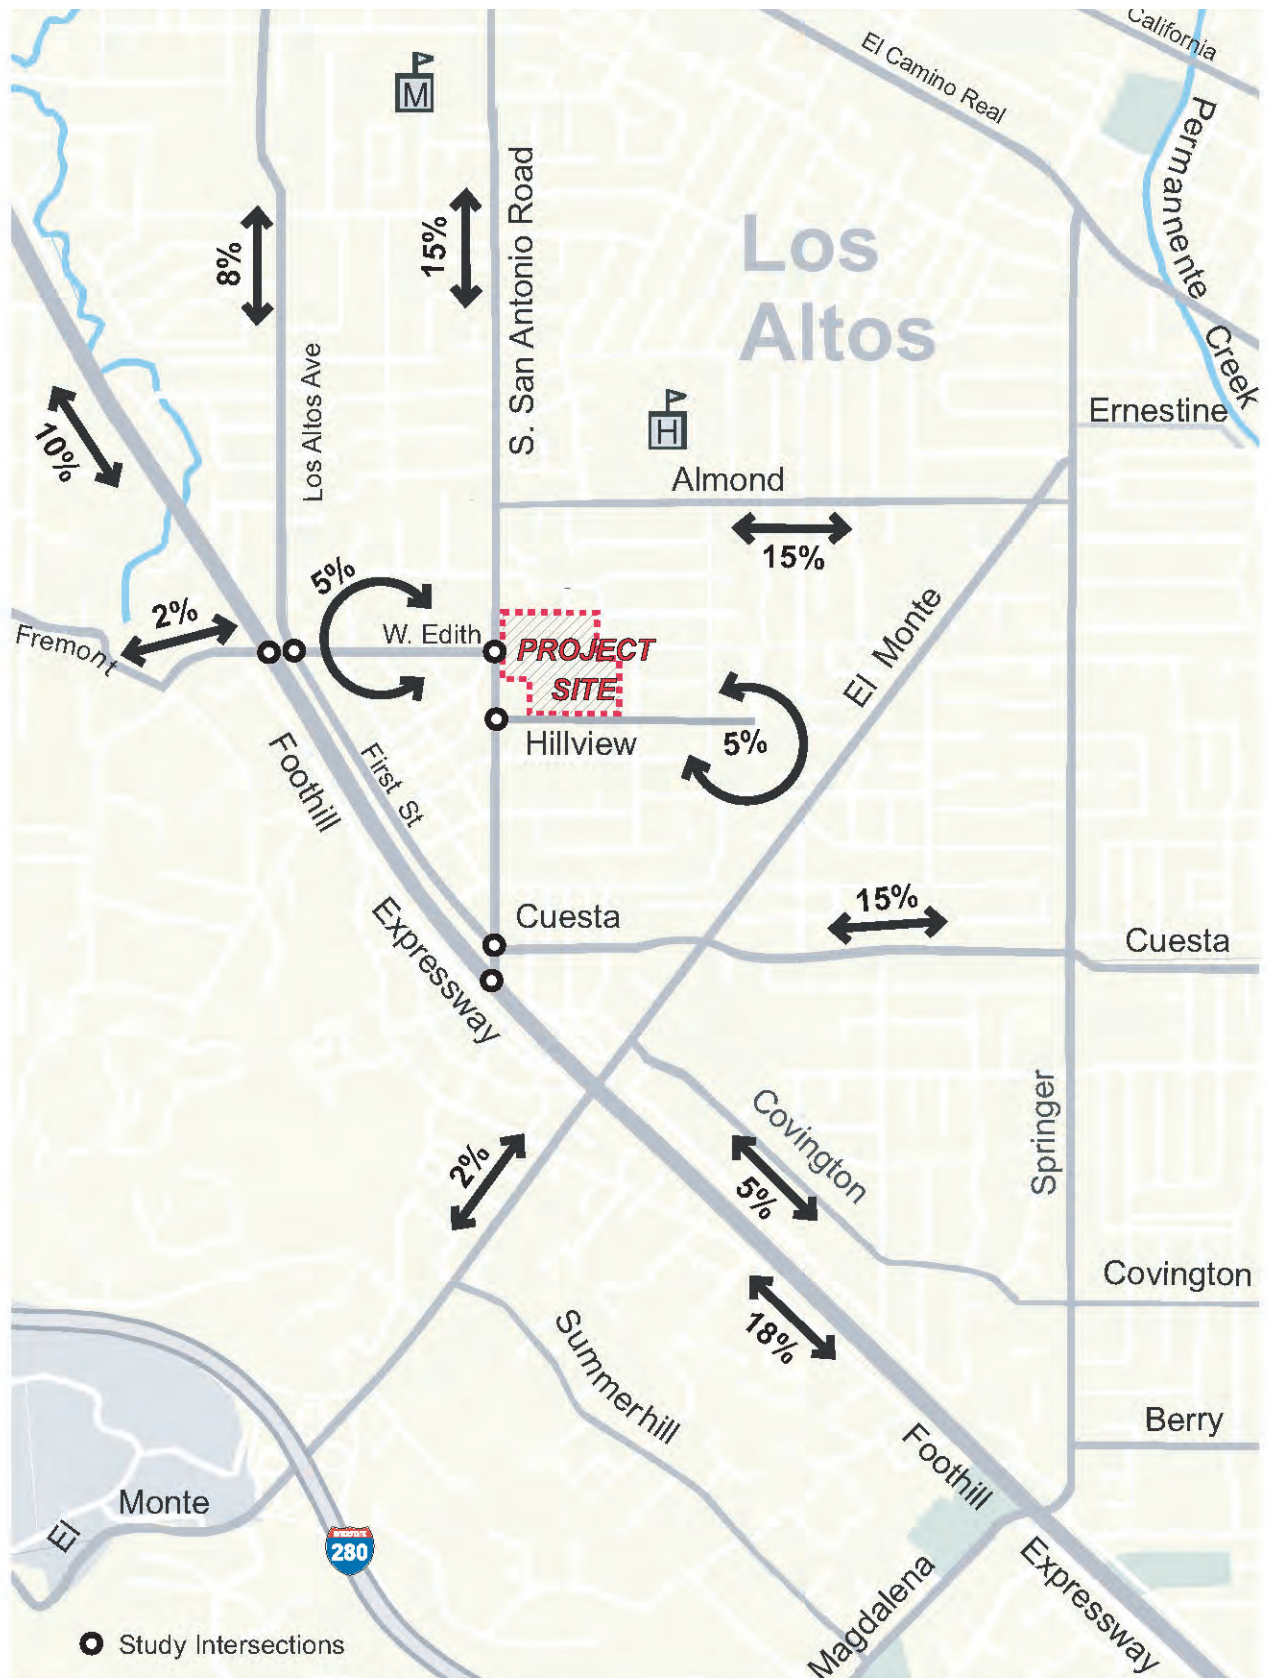 California
El Camino Real
Permannente
Creek
M
S. San Antonio Road
15%
8%
Los
Altos
Los Altos Ave
10%
H
Ernestine
Almond
15%
5%
2%
Fremont
W. Edith
PROJECT
SITE
El Monte
Hillview
5%
Foothill
First St
Expressway
Cuesta
15%
Cuesta
Springer
Covington
2%
5%
Covington
18%
Summerhill
Berry
Foothill
El
Monte
280
Expressway
Magdalena
Study Intersections